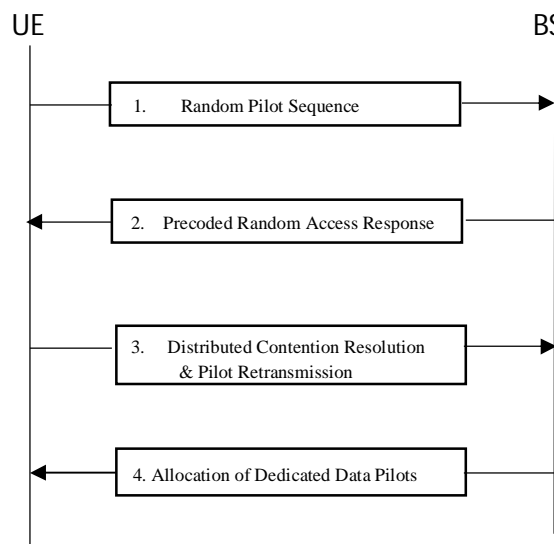 UE
BS
1. Random Pilot Sequence
2. Precoded Random Access Response
3. Distributed Contention Resolution
& Pilot Retransmission
4. Allocation of Dedicated Data Pilots